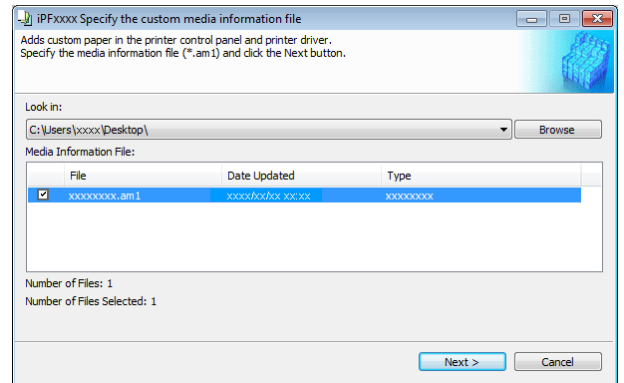 iPFxxxx Specify the custom media information file
Adds custom paper in the printer control panel and printer driver.
Specify the media information file (*.am1) and click the Next button.
Look in:
C:\Users\xxxx\Desktop\ Browse
Media Information File:
File Date Updated Type
xxxxxxxx.am1 xxxx/xx/xx xx:xx xxxxxxxx
Number of Files: 1
Number of Files Selected: 1
Next > Cancel